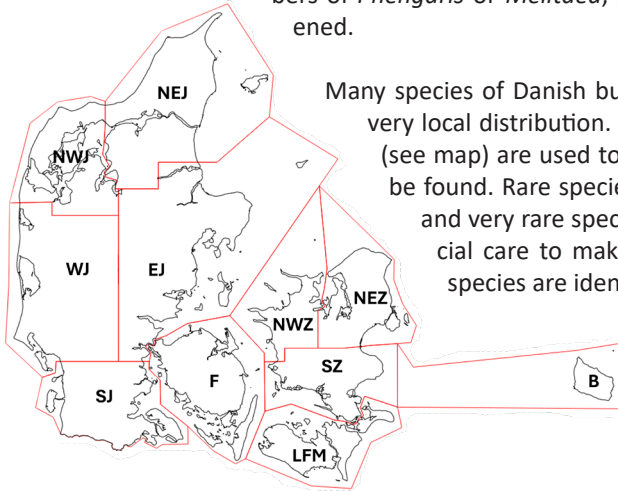 bers of Phengaris or Melitaea,
ened.
Many species of Danish bu
very local distribution.
(see map) are used to
be found. Rare specie
and very rare spec
cial care to mak
species are iden
NEJ
NWJ
WJ
EJ
NEZ
NWZ
SZ
F
SJ
B
LFM